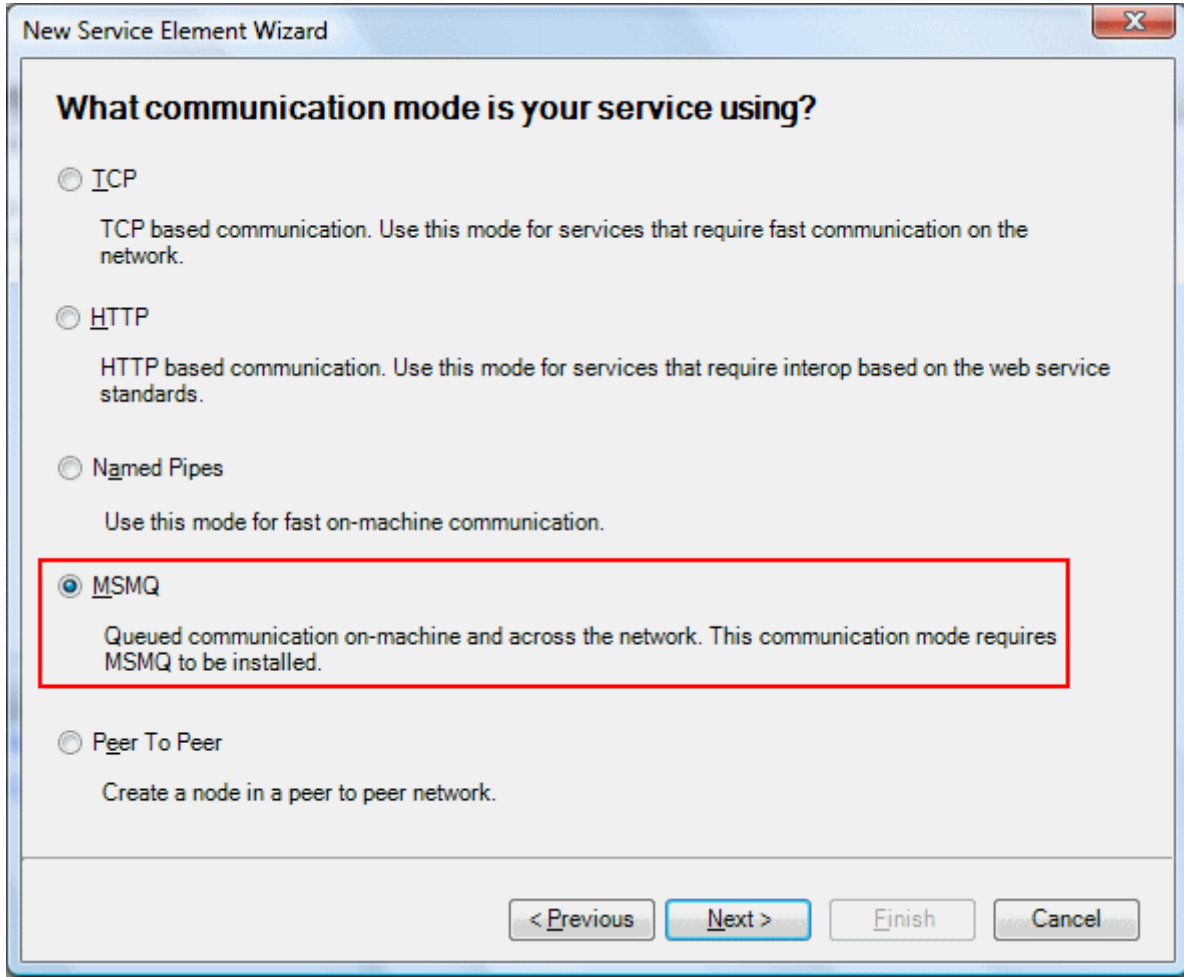 New Service Element Wizard
X
What communication mode is your service using?
TCP
TCP based communication. Use this mode for services that require fast communication on the
network.
HTTP
HTTP based communication. Use this mode for services that require interop based on the web service
standards.
Named Pipes
Use this mode for fast on-machine communication.
MSMQ
Queued communication on-machine and across the network. This communication mode requires
MSMQ to be installed.
Peer To Peer
Create a node in a peer to peer network.
< Previous Next > Finish Cancel